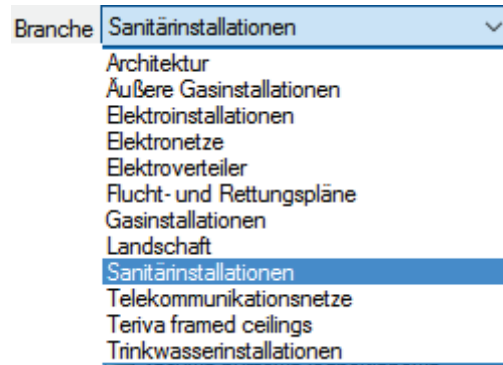 Branche Sanitärinstallationen
Architektur
Äußere Gasinstallationen
Elektroinstallationen
Elektronetze
Elektroverteiler
Flucht- und Rettungspläne
Gasinstallationen
Landschaft
Sanitärinstallationen
Telekommunikationsnetze
Teriva framed ceilings
Trinkwasserinstallationen